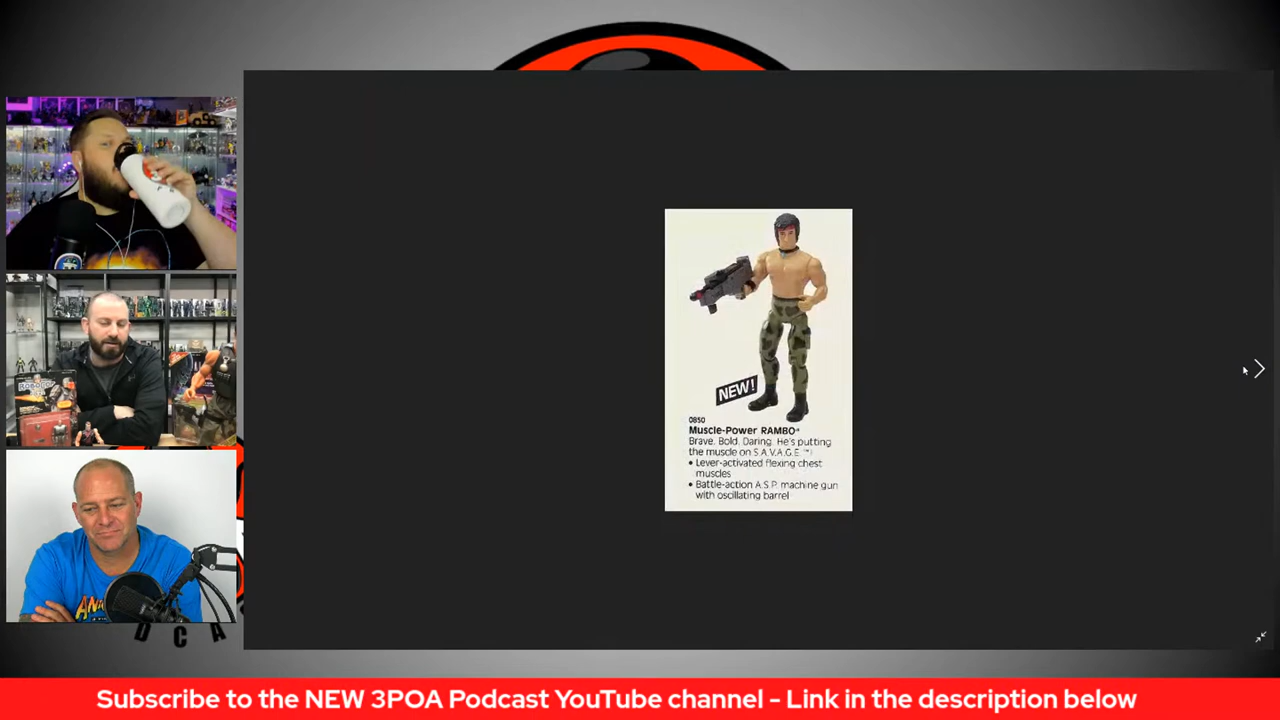 ROBOCOP
NEW!
0850
Muscle-Power RAMBO
Brave. Bold. Daring. He's putting
the muscle on S.A.V.A.G.E.™!
• Lever-activated flexing chest
muscles
• Battle-action A.S.P. machine gun
with oscillating barrel
Subscribe to the NEW 3POA Podcast YouTube channel - Link in the description below